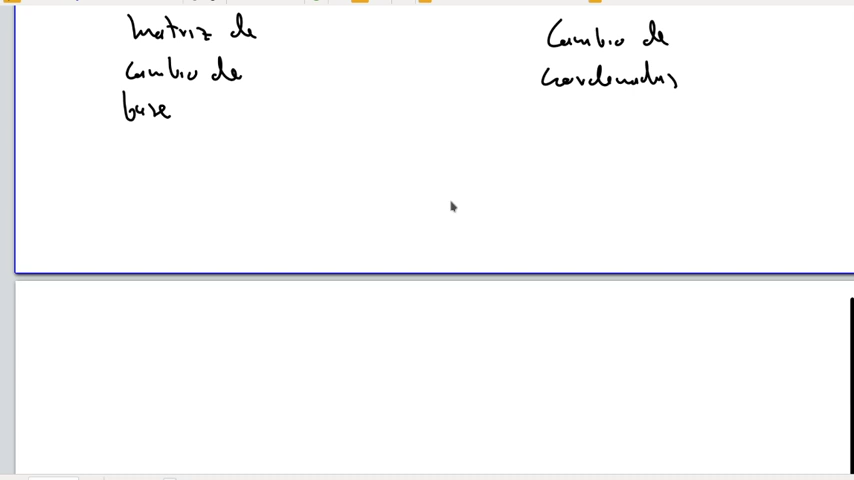 Matriz de
cambio de
base
Cambio de
coordenadas